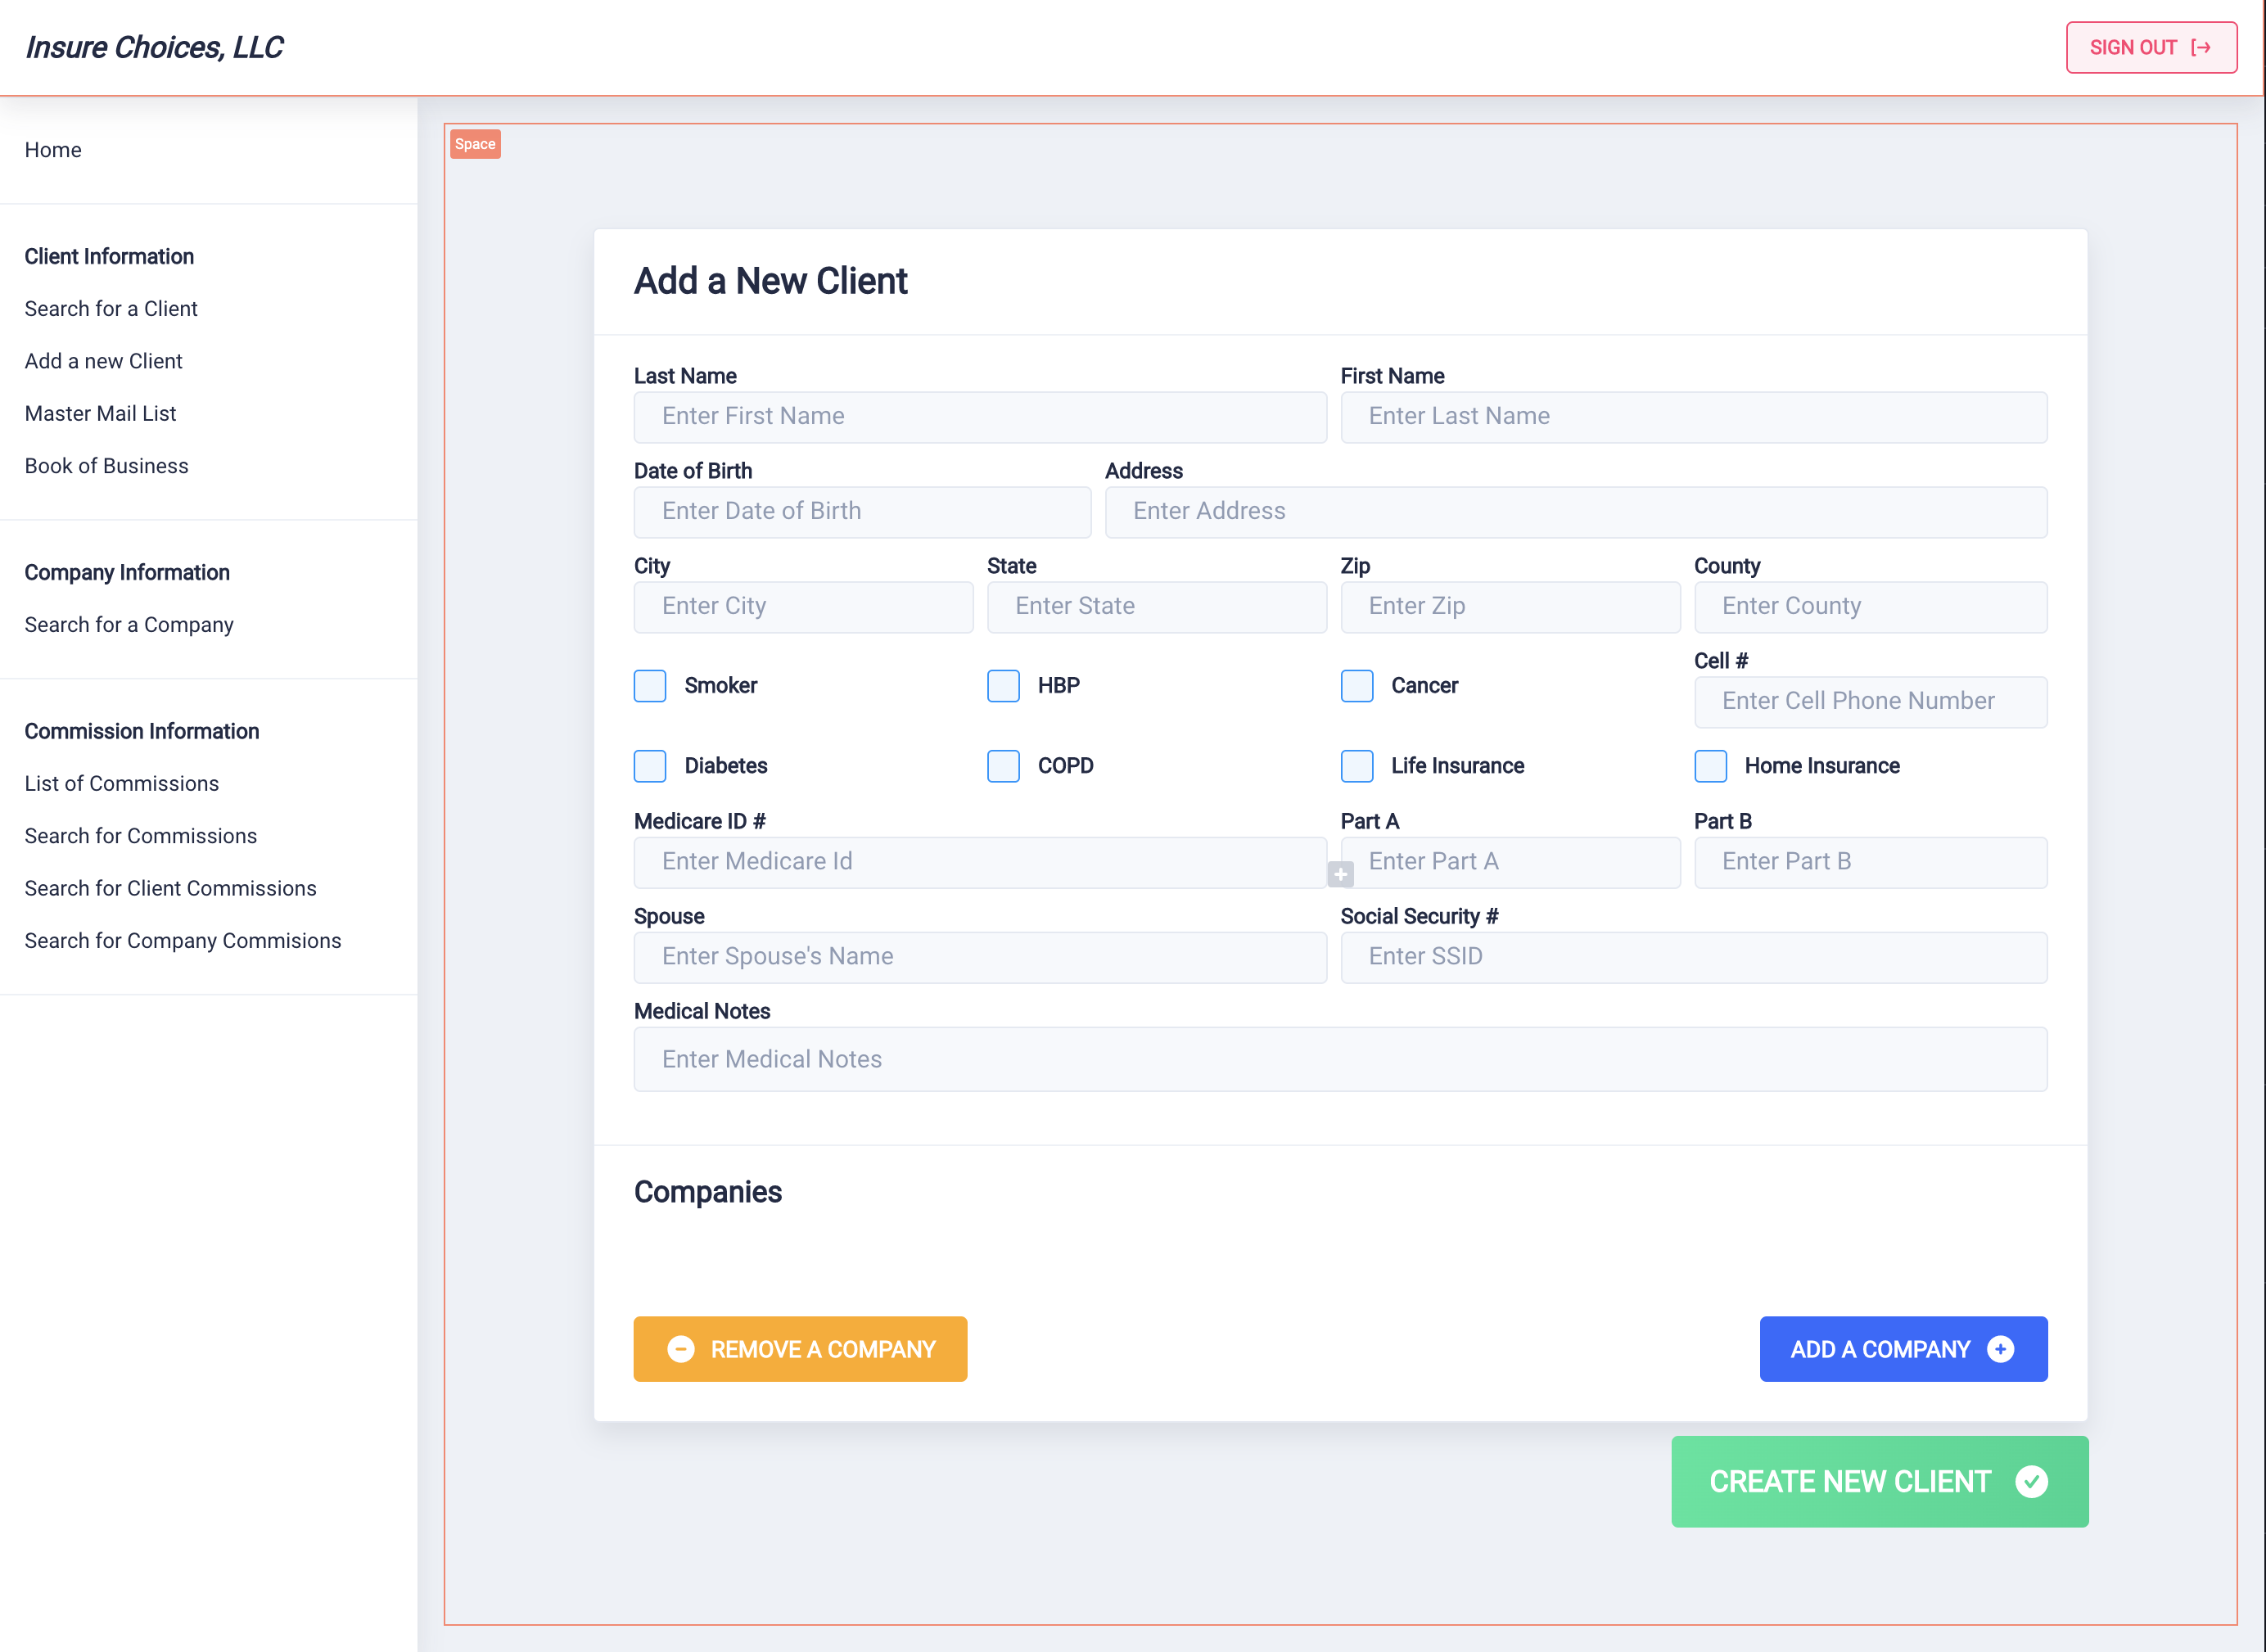 Insure Choices, LLC
SIGN OUT
Home
Client Information
Search for a Client
Add a new Client
Master Mail List
Book of Business
Company Information
Search for a Company
Commission Information
List of Commissions
Search for Commissions
Search for Client Commissions
Search for Company Commisions
Space
Add a New Client
Last Name First Name
Enter First Name Enter Last Name
Date of Birth Address
Enter Date of Birth Enter Address
City State Zip County
Enter City Enter State Enter Zip Enter County
Cell #
Smoker HBP Cancer
Enter Cell Phone Number
Diabetes COPD Life Insurance Home Insurance
Medicare ID # Part A Part B
Enter Medicare Id Enter Part A Enter Part B
Spouse Social Security #
Enter Spouse's Name Enter SSID
Medical Notes
Enter Medical Notes
Companies
REMOVE A COMPANY ADD A COMPANY
CREATE NEW CLIENT